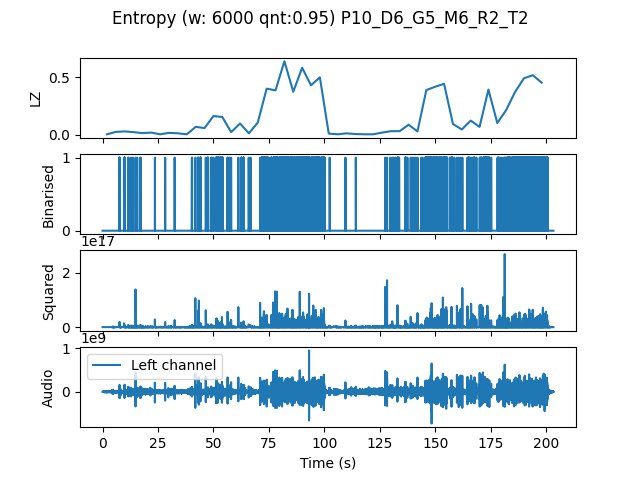 Entropy (w: 6000 qnt:0.95) P10_D6_G5_M6_R2_T2
0.5
0.0
LZ
1
0
Binarised
1e17
2
0
Squared
1e9
1
0
Audio
Left channel
0 25 50 75 100 125 150 175 200
Time (s)